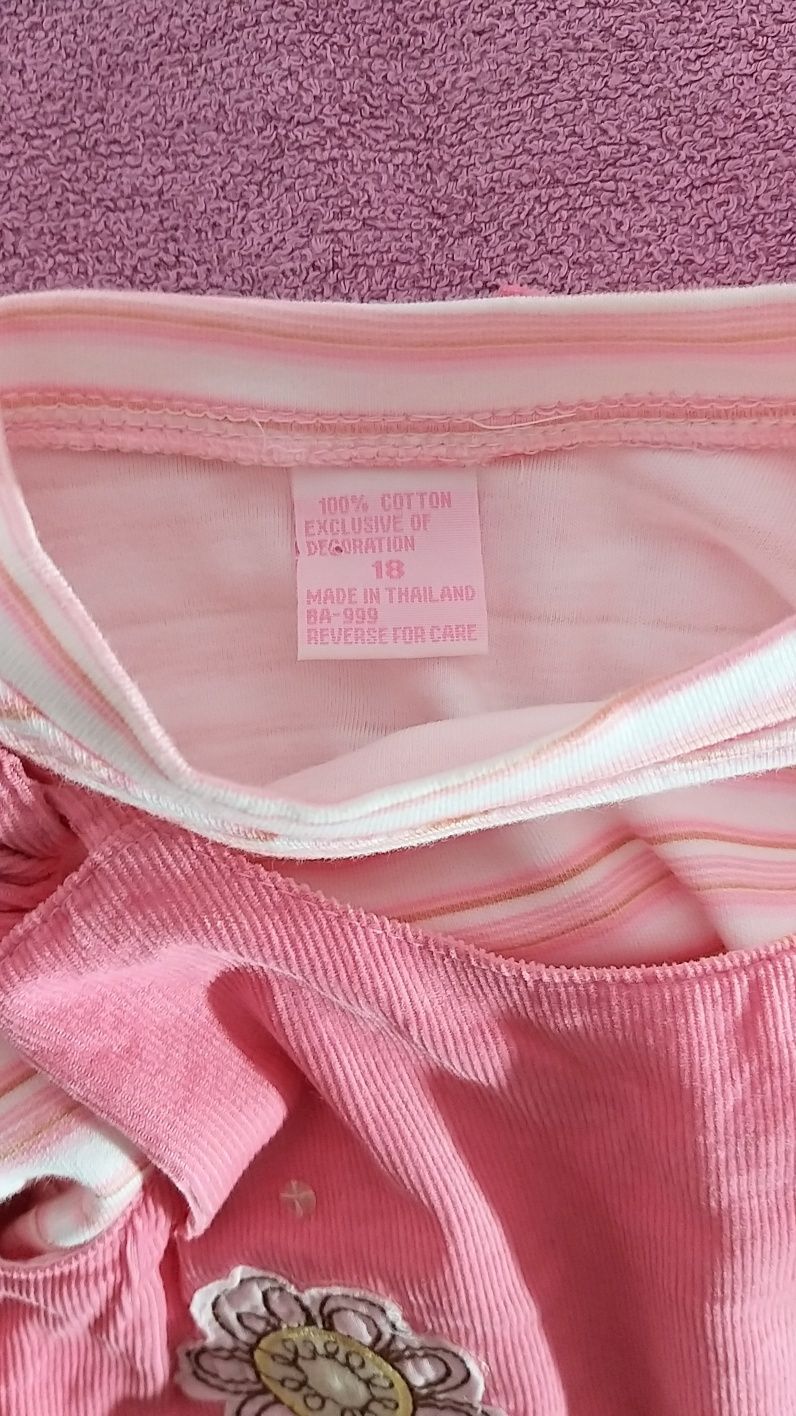 100% COTTON
EXCLUSIVE OF
DECORATION
18
MADE IN THAILAND
BA-999
REVERSE FOR CARE